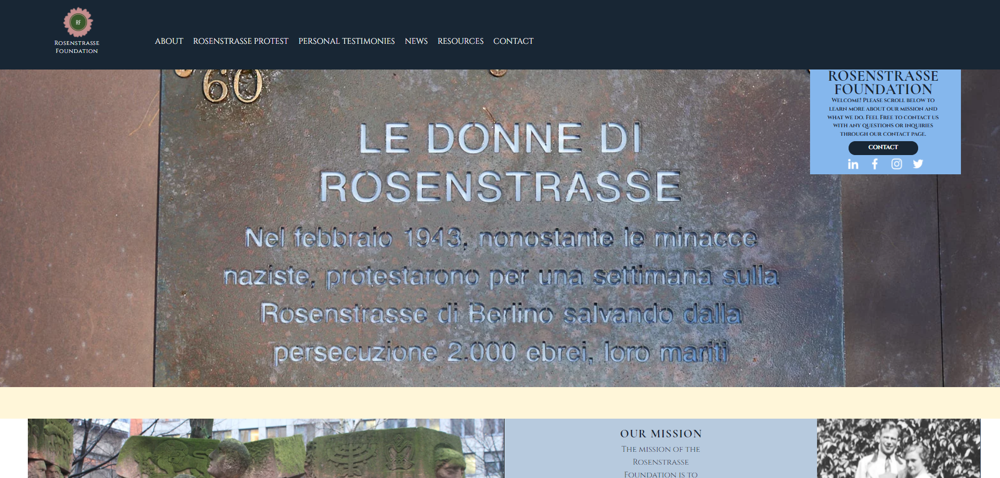 RF
Rosenstrasse
Foundation
ABOUT ROSENSTRASSE PROTEST PERSONAL TESTIMONIES NEWS RESOURCES CONTACT
60
LE DONNE DI
ROSENSTRASSE
Nel febbraio 1943, nonostante le minacce
naziste, protestarono per una settimana sulla
Rosenstrasse di Berlino salvando dalla
persecuzione 2.000 ebrei, loro mariti
ROSENSTRASSE
FOUNDATION
Welcome! Please scroll below to
learn more about our mission and
what we do. Feel Free to contact us
with any questions or inquiries
through our contact page.
CONTACT
OUR MISSION
The mission of the
Rosenstrasse
Foundation is to